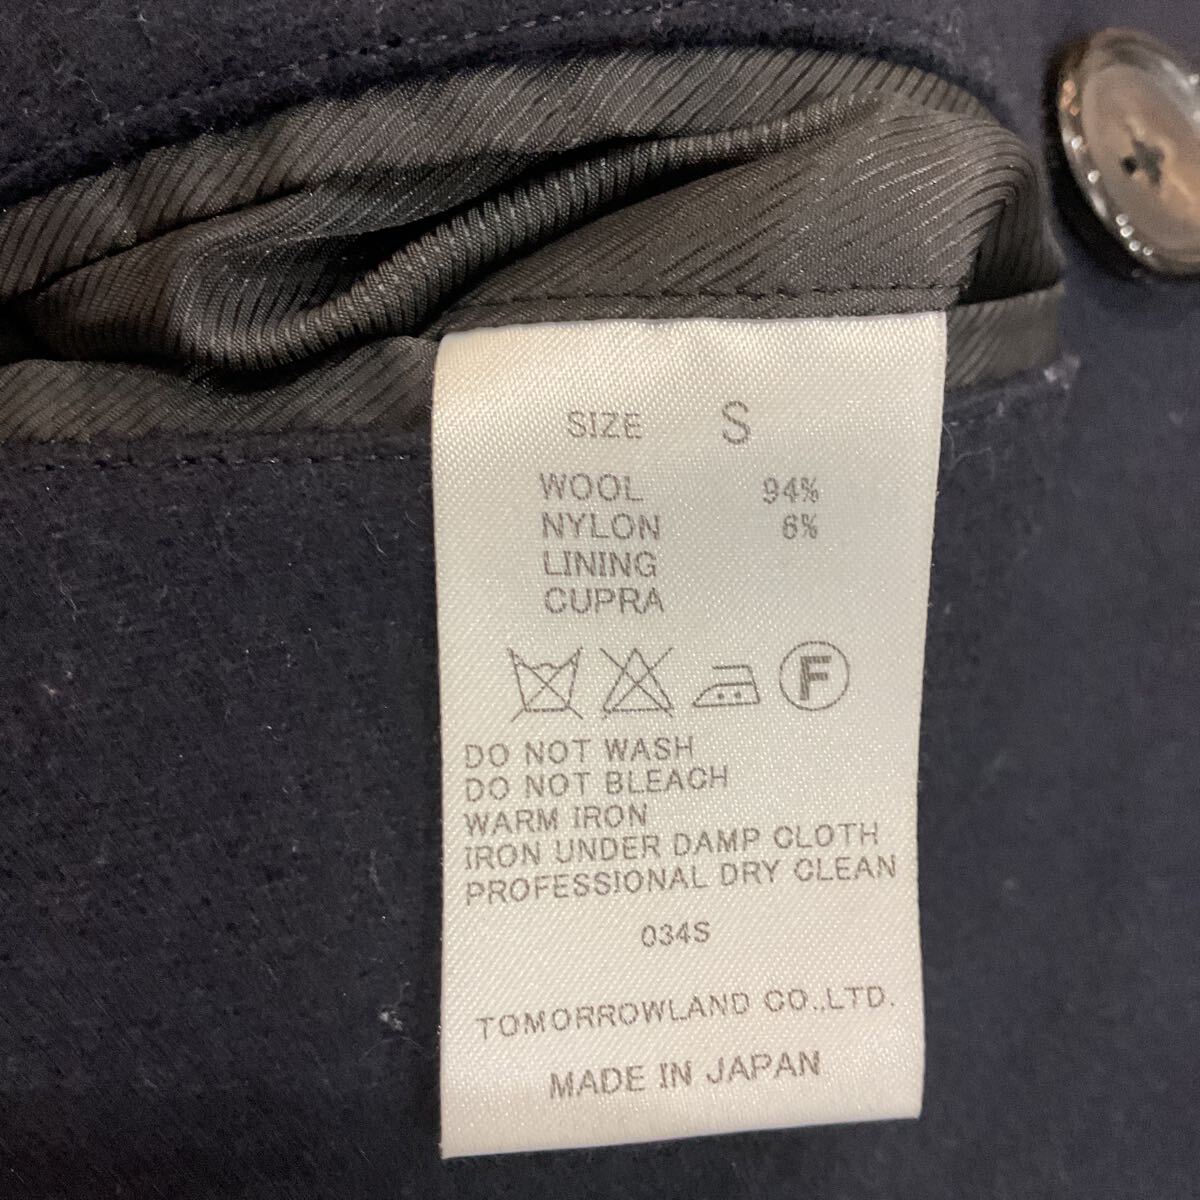 SIZE S
WOOL 94%
NYLON 6%
LINING
CUPRA
F
DO NOT WASH
DO NOT BLEACH
WARM IRON
IRON UNDER DAMP CLOTH
PROFESSIONAL DRY CLEAN
034S
TOMORROWLAND CO.,LTD.
MADE IN JAPAN